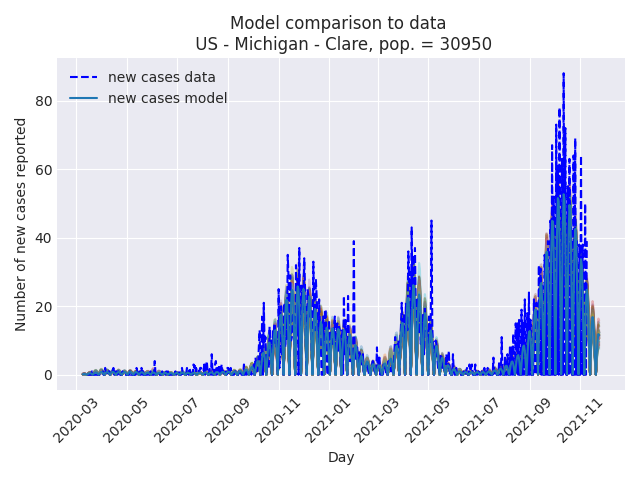 Model comparison to data
US - Michigan - Clare, pop. = 30950
new cases data
new cases model
Number of new cases reported
80
60
40
20
0
2020-03
2020-05
2020-07
2020-09
2020-11
2021-01
2021-03
2021-05
2021-07
2021-09
2021-11
Day